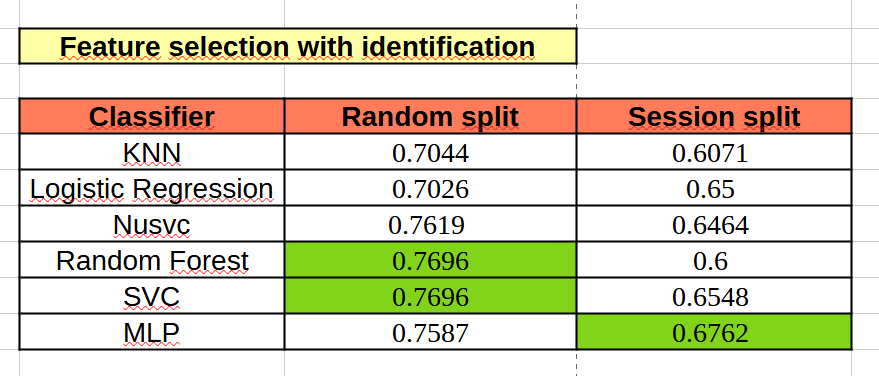 Feature selection with identification
Classifier Random split Session split
KNN 0.7044 0.6071
Logistic Regression 0.7026 0.65
Nusvc 0.7619 0.6464
Random Forest 0.7696 0.6
SVC 0.7696 0.6548
MLP 0.7587 0.6762